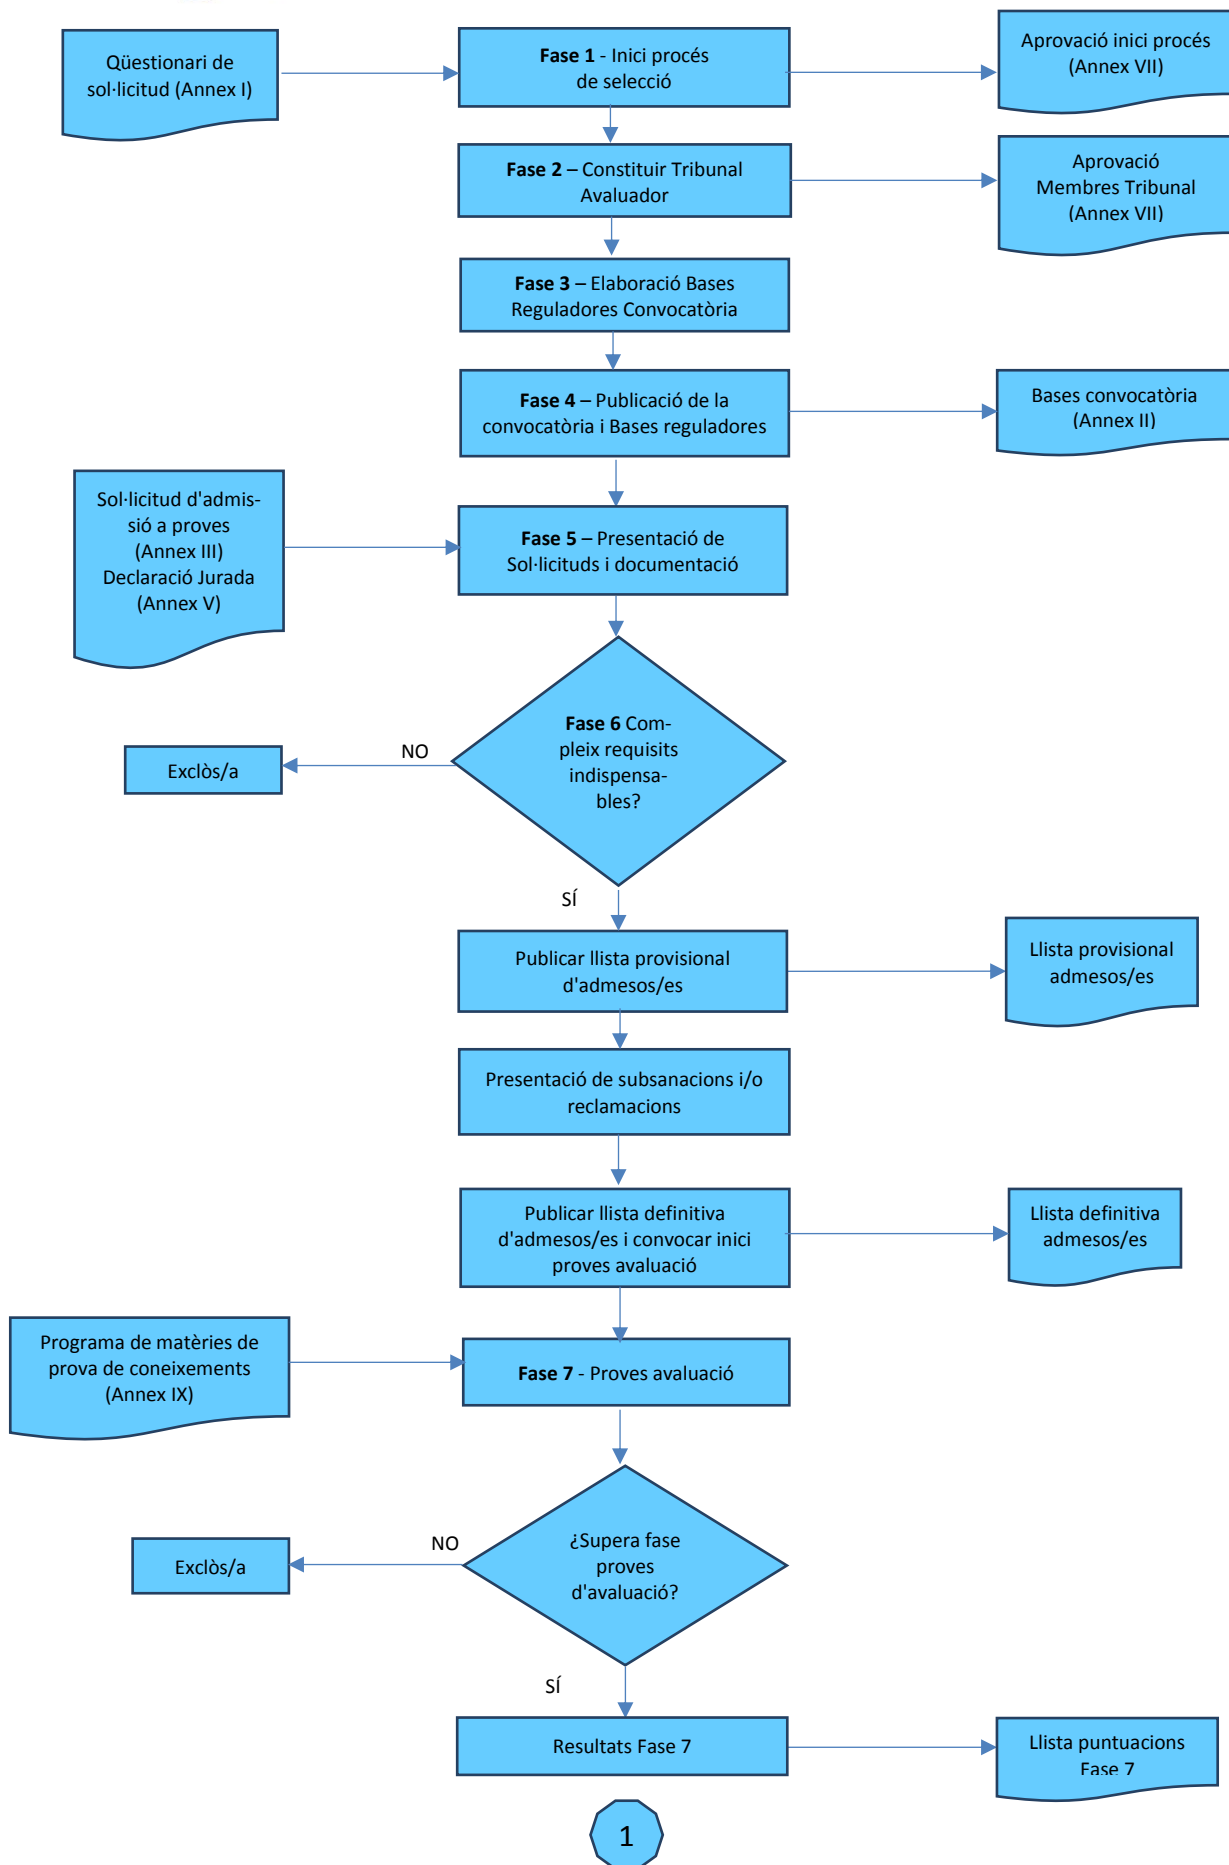 Qüestionari de
sol·licitud (Annex I)
Fase 1 - Inici procés
de selecció
Aprovació inici procés
(Annex VII)
Fase 2 – Constituir Tribunal
Avaluador
Aprovació
Membres Tribunal
(Annex VII)
Fase 3 – Elaboració Bases
Reguladores Convocatòria
Fase 4 – Publicació de la
convocatòria i Bases reguladores
Bases convocatòria
(Annex II)
Sol·licitud d'admis-
sió a proves
(Annex III)
Declaració Jurada
(Annex V)
Fase 5 – Presentació de
Sol·licituds i documentació
Fase 6 Com-
pleix requisits
indispensa-
bles?
NO
Exclòs/a
SÍ
Publicar llista provisional
d'admesos/es
Llista provisional
admesos/es
Presentació de subsanacions i/o
reclamacions
Publicar llista definitiva
d'admesos/es i convocar inici
proves avaluació
Llista definitiva
admesos/es
Programa de matèries de
prova de coneixements
(Annex IX)
Fase 7 - Proves avaluació
¿Supera fase
proves
d'avaluació?
NO
Exclòs/a
SÍ
Resultats Fase 7
Llista puntuacions
Fase 7
1